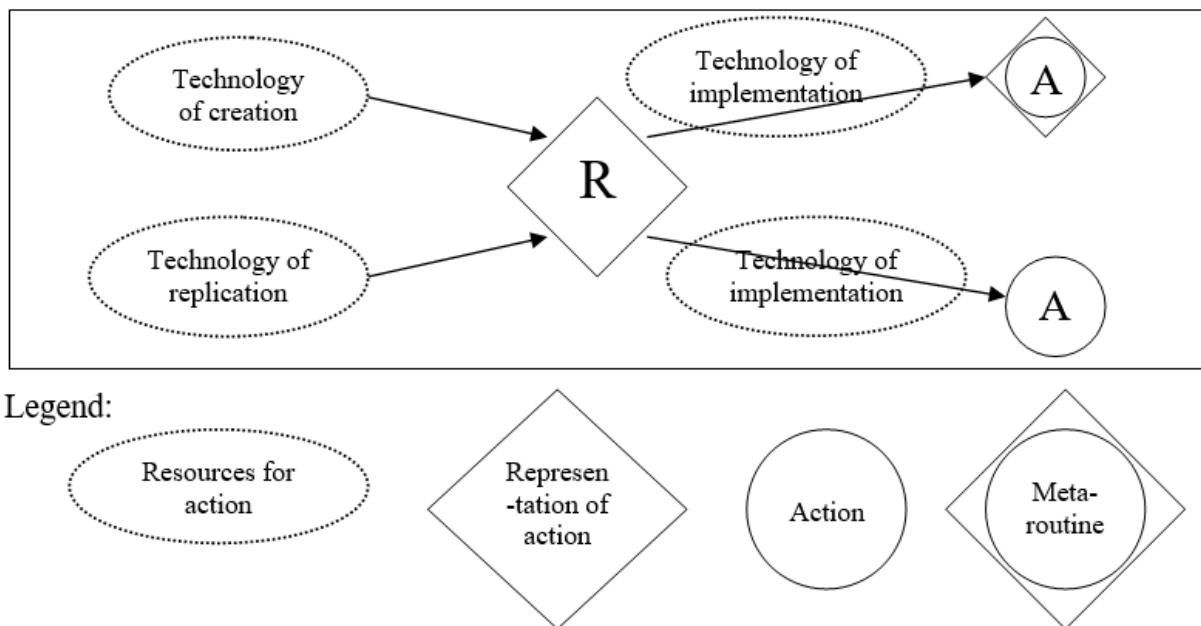 Technology
of creation
Technology of
implementation
A
R
Technology of
replication
Technology of
implementation
A
Legend:
Resources for
action
Represen
-tation of
action
Action
Meta-
routine